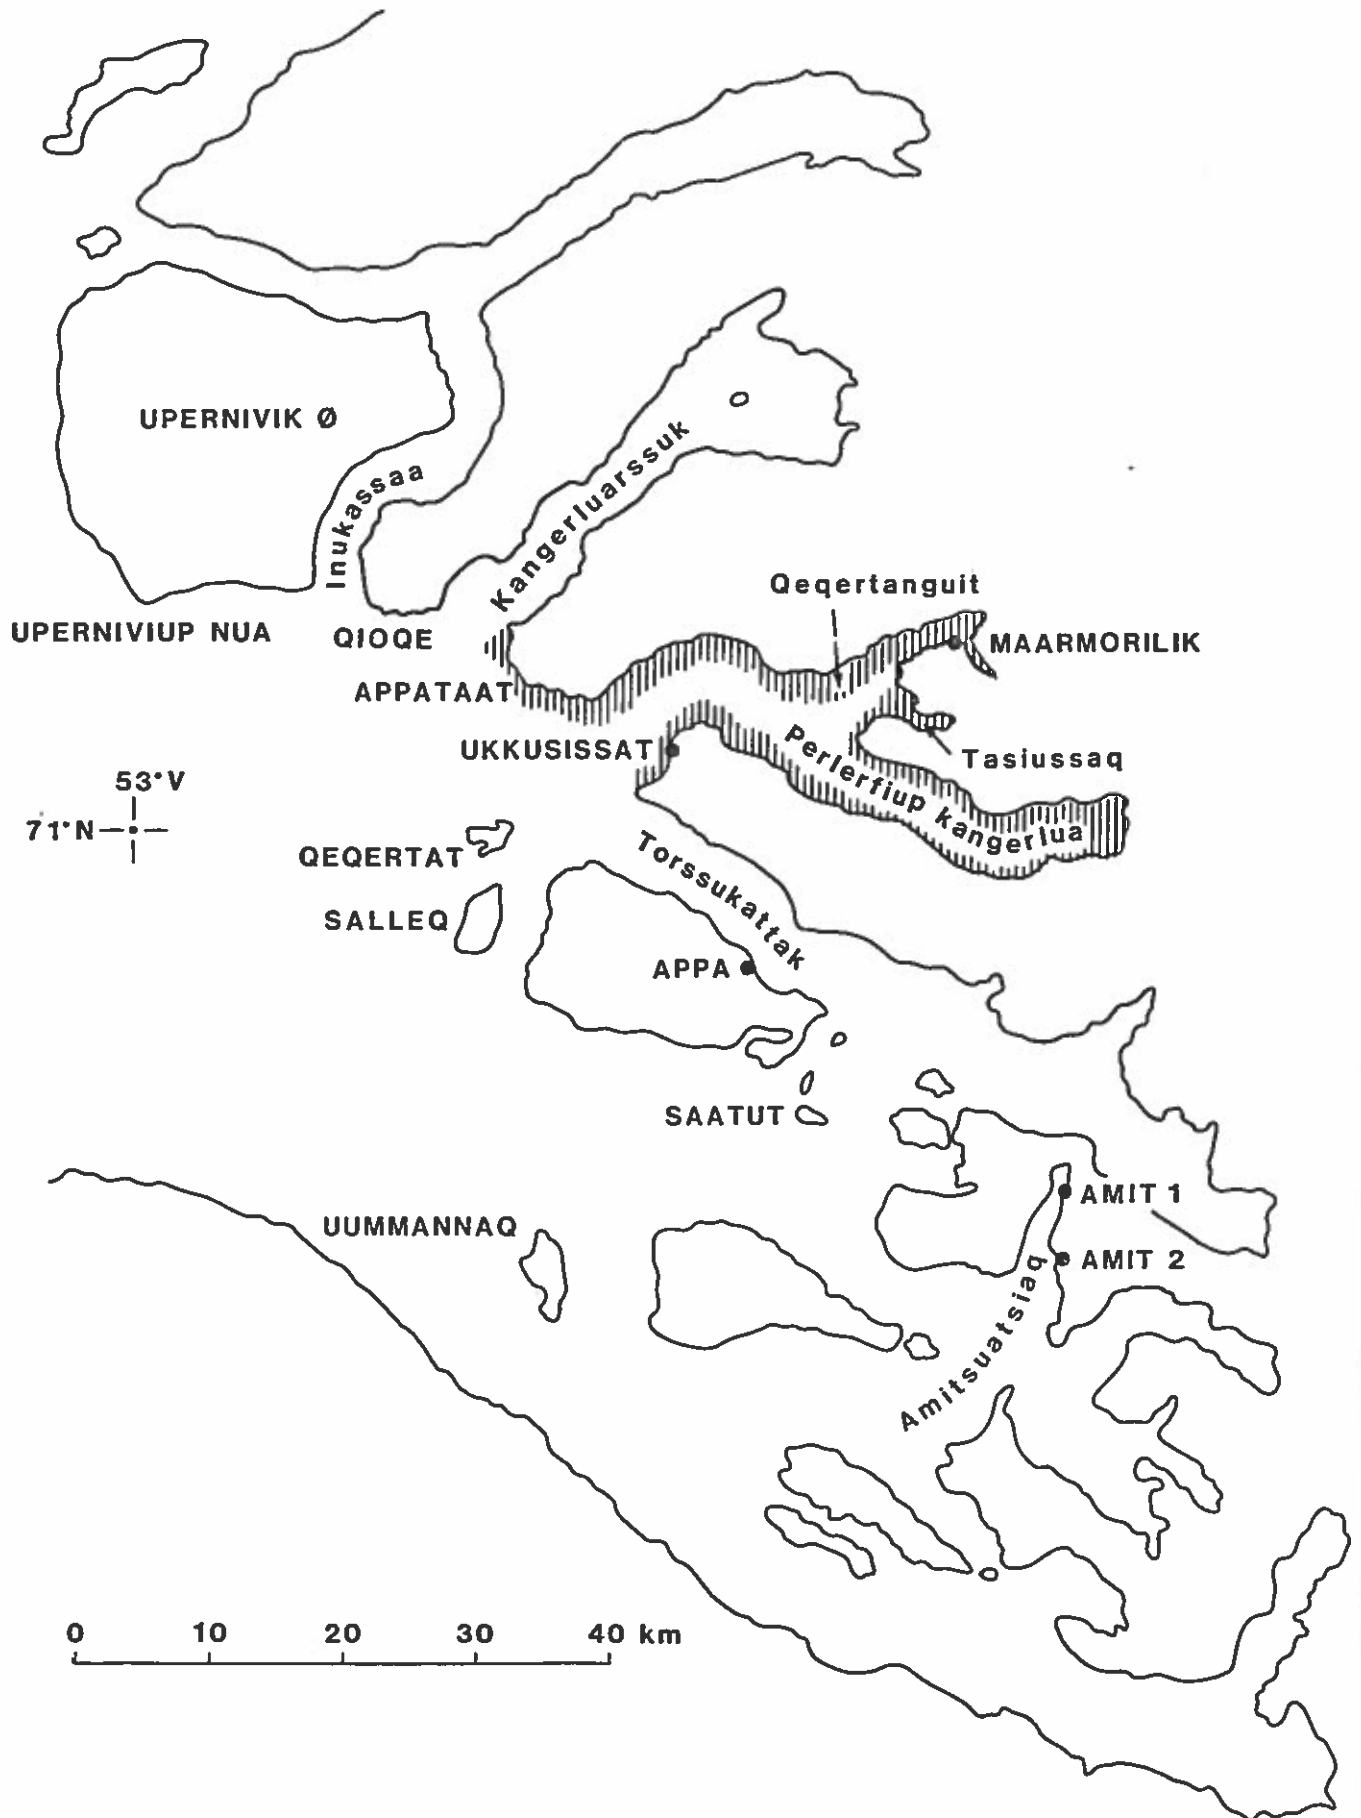 UPERNIVIK Ø
Inukassaa
Kangerluarssuk
Qeqertanguit
UPERNIVIUP NUA
QIOQE
MAARMORILIK
APPATAAT
UKKUSISSAT
Perlerfiup kangerlua
Tasiussaq
53°V
71°N
QEQERTAT
Torssukattak
SALLEQ
APPA
SAATUT
AMIT 1
UUMMANNAQ
AMIT 2
Amitsuatsiaq
0 10 20 30 40 km